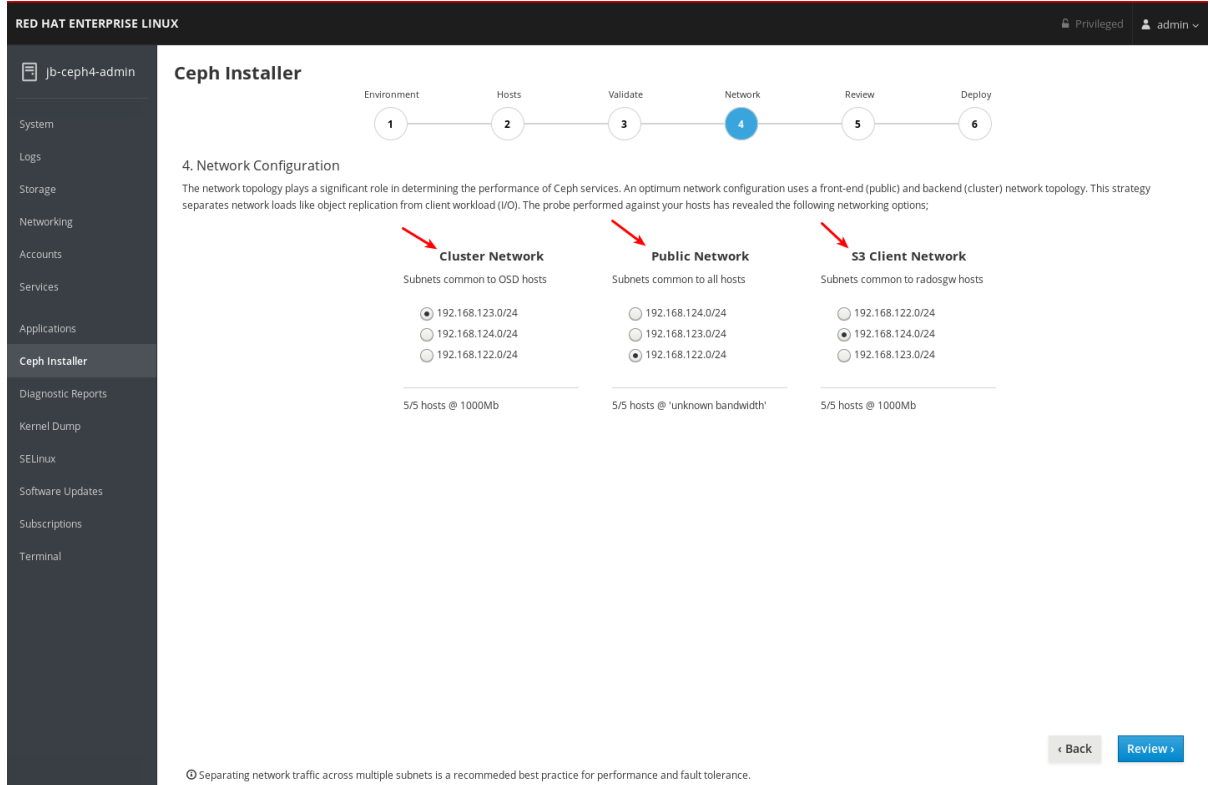 RED HAT ENTERPRISE LINUX
Privileged
admin
jb-ceph4-admin
System
Logs
Storage
Networking
Accounts
Services
Applications
Ceph Installer
Diagnostic Reports
Kernel Dump
SELinux
Software Updates
Subscriptions
Terminal
Ceph Installer
Environment Hosts Validate Network Review Deploy
1 2 3 4 5 6
4. Network Configuration
The network topology plays a significant role in determining the performance of Ceph services. An optimum network configuration uses a front-end (public) and backend (cluster) network topology. This strategy
separates network loads like object replication from client workload (I/O). The probe performed against your hosts has revealed the following networking options;
Cluster Network
Subnets common to OSD hosts
192.168.123.0/24
192.168.124.0/24
192.168.122.0/24
5/5 hosts @ 1000Mb
Public Network
Subnets common to all hosts
192.168.124.0/24
192.168.123.0/24
192.168.122.0/24
5/5 hosts @ 'unknown bandwidth'
S3 Client Network
Subnets common to radosgw hosts
192.168.122.0/24
192.168.124.0/24
192.168.123.0/24
5/5 hosts @ 1000Mb
‹ Back
Review ›
Separating network traffic across multiple subnets is a recommeded best practice for performance and fault tolerance.